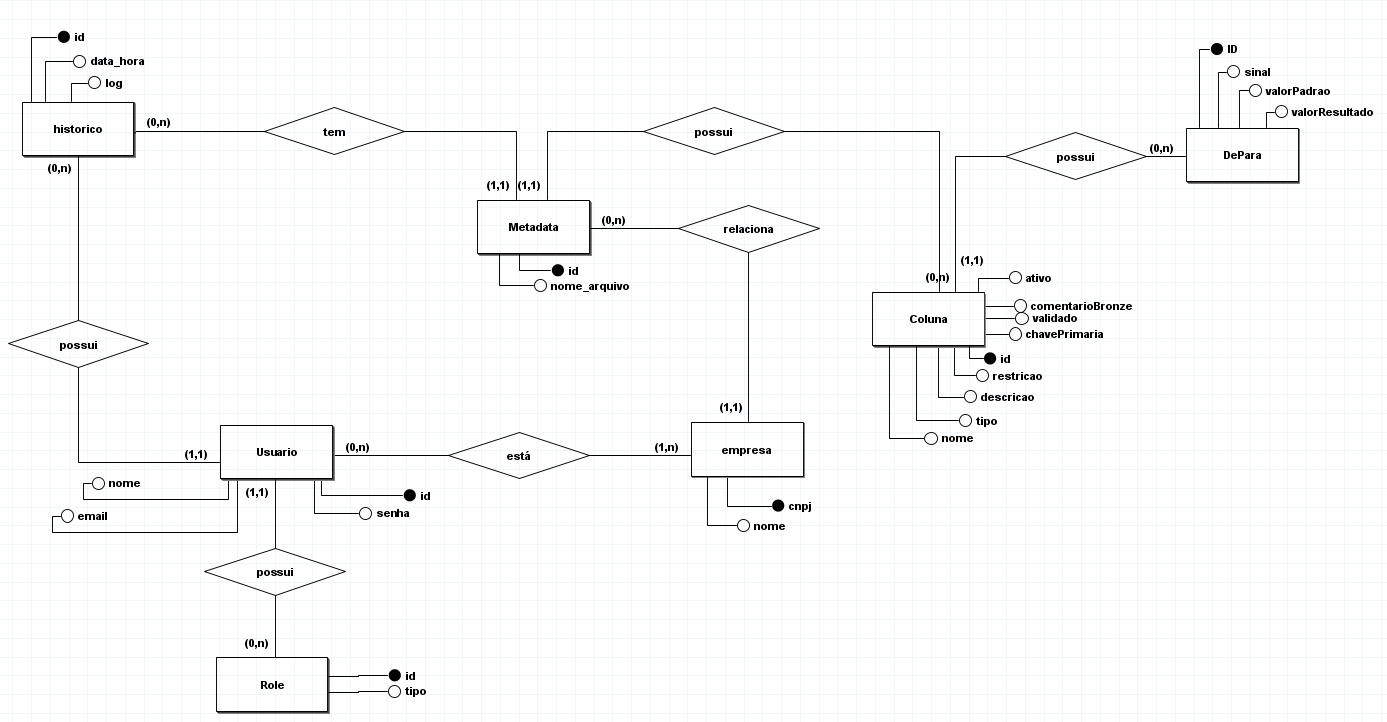 id
data_hora
log
historico
(0,n)
(0,n)
tem
(1,1)
(1,1)
possui
Metadata
(0,n)
id
nome_arquivo
relaciona
ID
sinal
valorPadrao
valorResultado
DePara
(0,n)
possui
(1,1)
(0,n)
ativo
comentarioBronze
validado
chavePrimaria
Coluna
id
restricao
descricao
tipo
nome
possui
(1,1)
Usuario
(0,n)
está
(1,n)
(1,1)
empresa
cnpj
nome
nome
email
(1,1)
id
senha
possui
(0,n)
Role
id
tipo